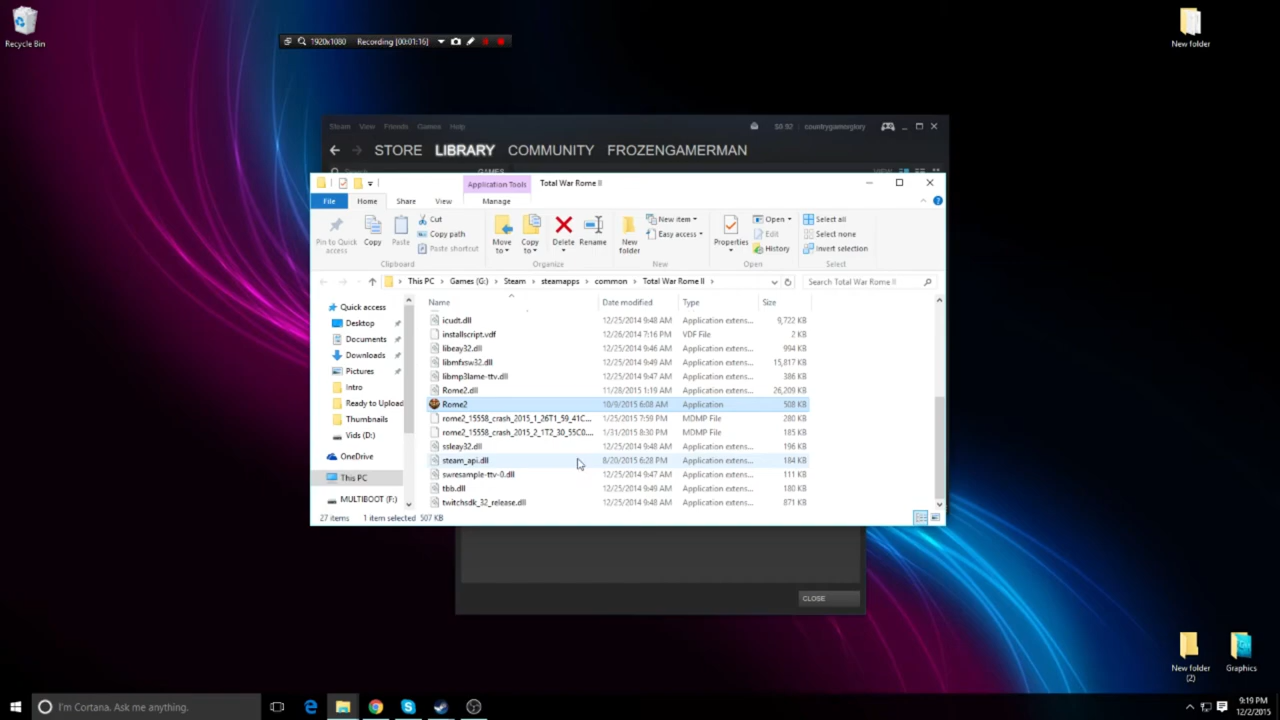 Recycle Bin
1920x1080 Recording [00:01:16]
New folder
Steam View Friends Games Help
countrygamerglory
STORE LIBRARY COMMUNITY FROZENGAMERMAN
Application Tools Total War Rome II
File Home Share View Manage
Pin to Quick access
Copy
Paste
Cut
Copy path
Paste shortcut
Move to
Copy to
Delete
Rename
New folder
New item
Easy access
Properties
Open
Edit
History
Select all
Select none
Invert selection
Clipboard Organize New Open Select
This PC Games (G:) Steam steamapps common Total War Rome II
Search Total War Rome II
Name Date modified Type Size
icudt.dll 12/25/2014 9:48 AM Application extens... 9,722 KB
installscript.vdf 12/26/2014 7:16 PM VDF File 2 KB
libeay32.dll 12/25/2014 9:46 AM Application extens... 994 KB
libmfxsw32.dll 12/25/2014 9:49 AM Application extens... 15,817 KB
libmp3lame-ttv.dll 12/25/2014 9:47 AM Application extens... 386 KB
Rome2.dll 11/28/2015 1:19 AM Application extens... 26,209 KB
Rome2 10/9/2015 6:08 AM Application 508 KB
rome2_15558_crash_2015_1_26T1_59_41C... 1/25/2015 7:59 PM MDMP File 280 KB
rome2_15558_crash_2015_2_1T2_30_55C0... 1/31/2015 8:30 PM MDMP File 185 KB
ssleay32.dll 12/25/2014 9:48 AM Application extens... 196 KB
steam_api.dll 8/20/2015 6:28 PM Application extens... 184 KB
swresample-ttv-0.dll 12/25/2014 9:47 AM Application extens... 111 KB
tbb.dll 12/25/2014 9:49 AM Application extens... 180 KB
twitchsdk_32_release.dll 12/25/2014 9:48 AM Application extens... 871 KB
Quick access
Desktop
Documents
Downloads
Pictures
Intro
Ready to Upload
Thumbnails
Vids (D:)
OneDrive
This PC
MULTIBOOT (F:)
27 items 1 item selected 507 KB
CLOSE
New folder (2)
Graphics
I'm Cortana. Ask me anything.
9:19 PM
12/2/2015